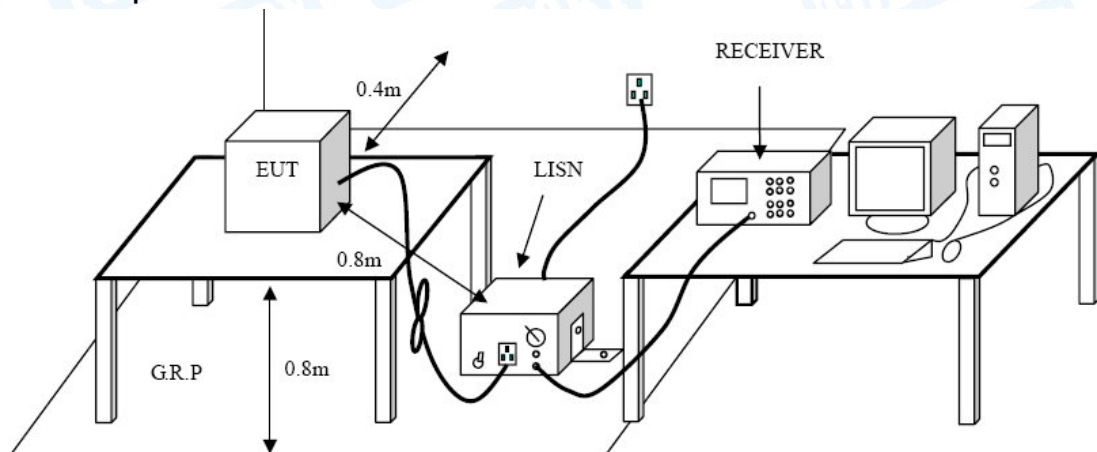 RECEIVER
0.4m
EUT
LISN
0.8m
G.R.P
0.8m